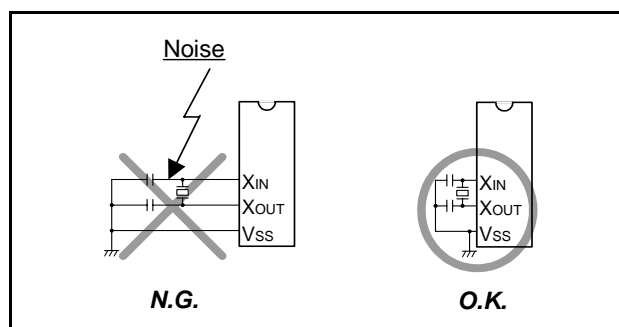 Noise
XIN
XOUT
VSS
N.G.
XIN
XOUT
VSS
O.K.